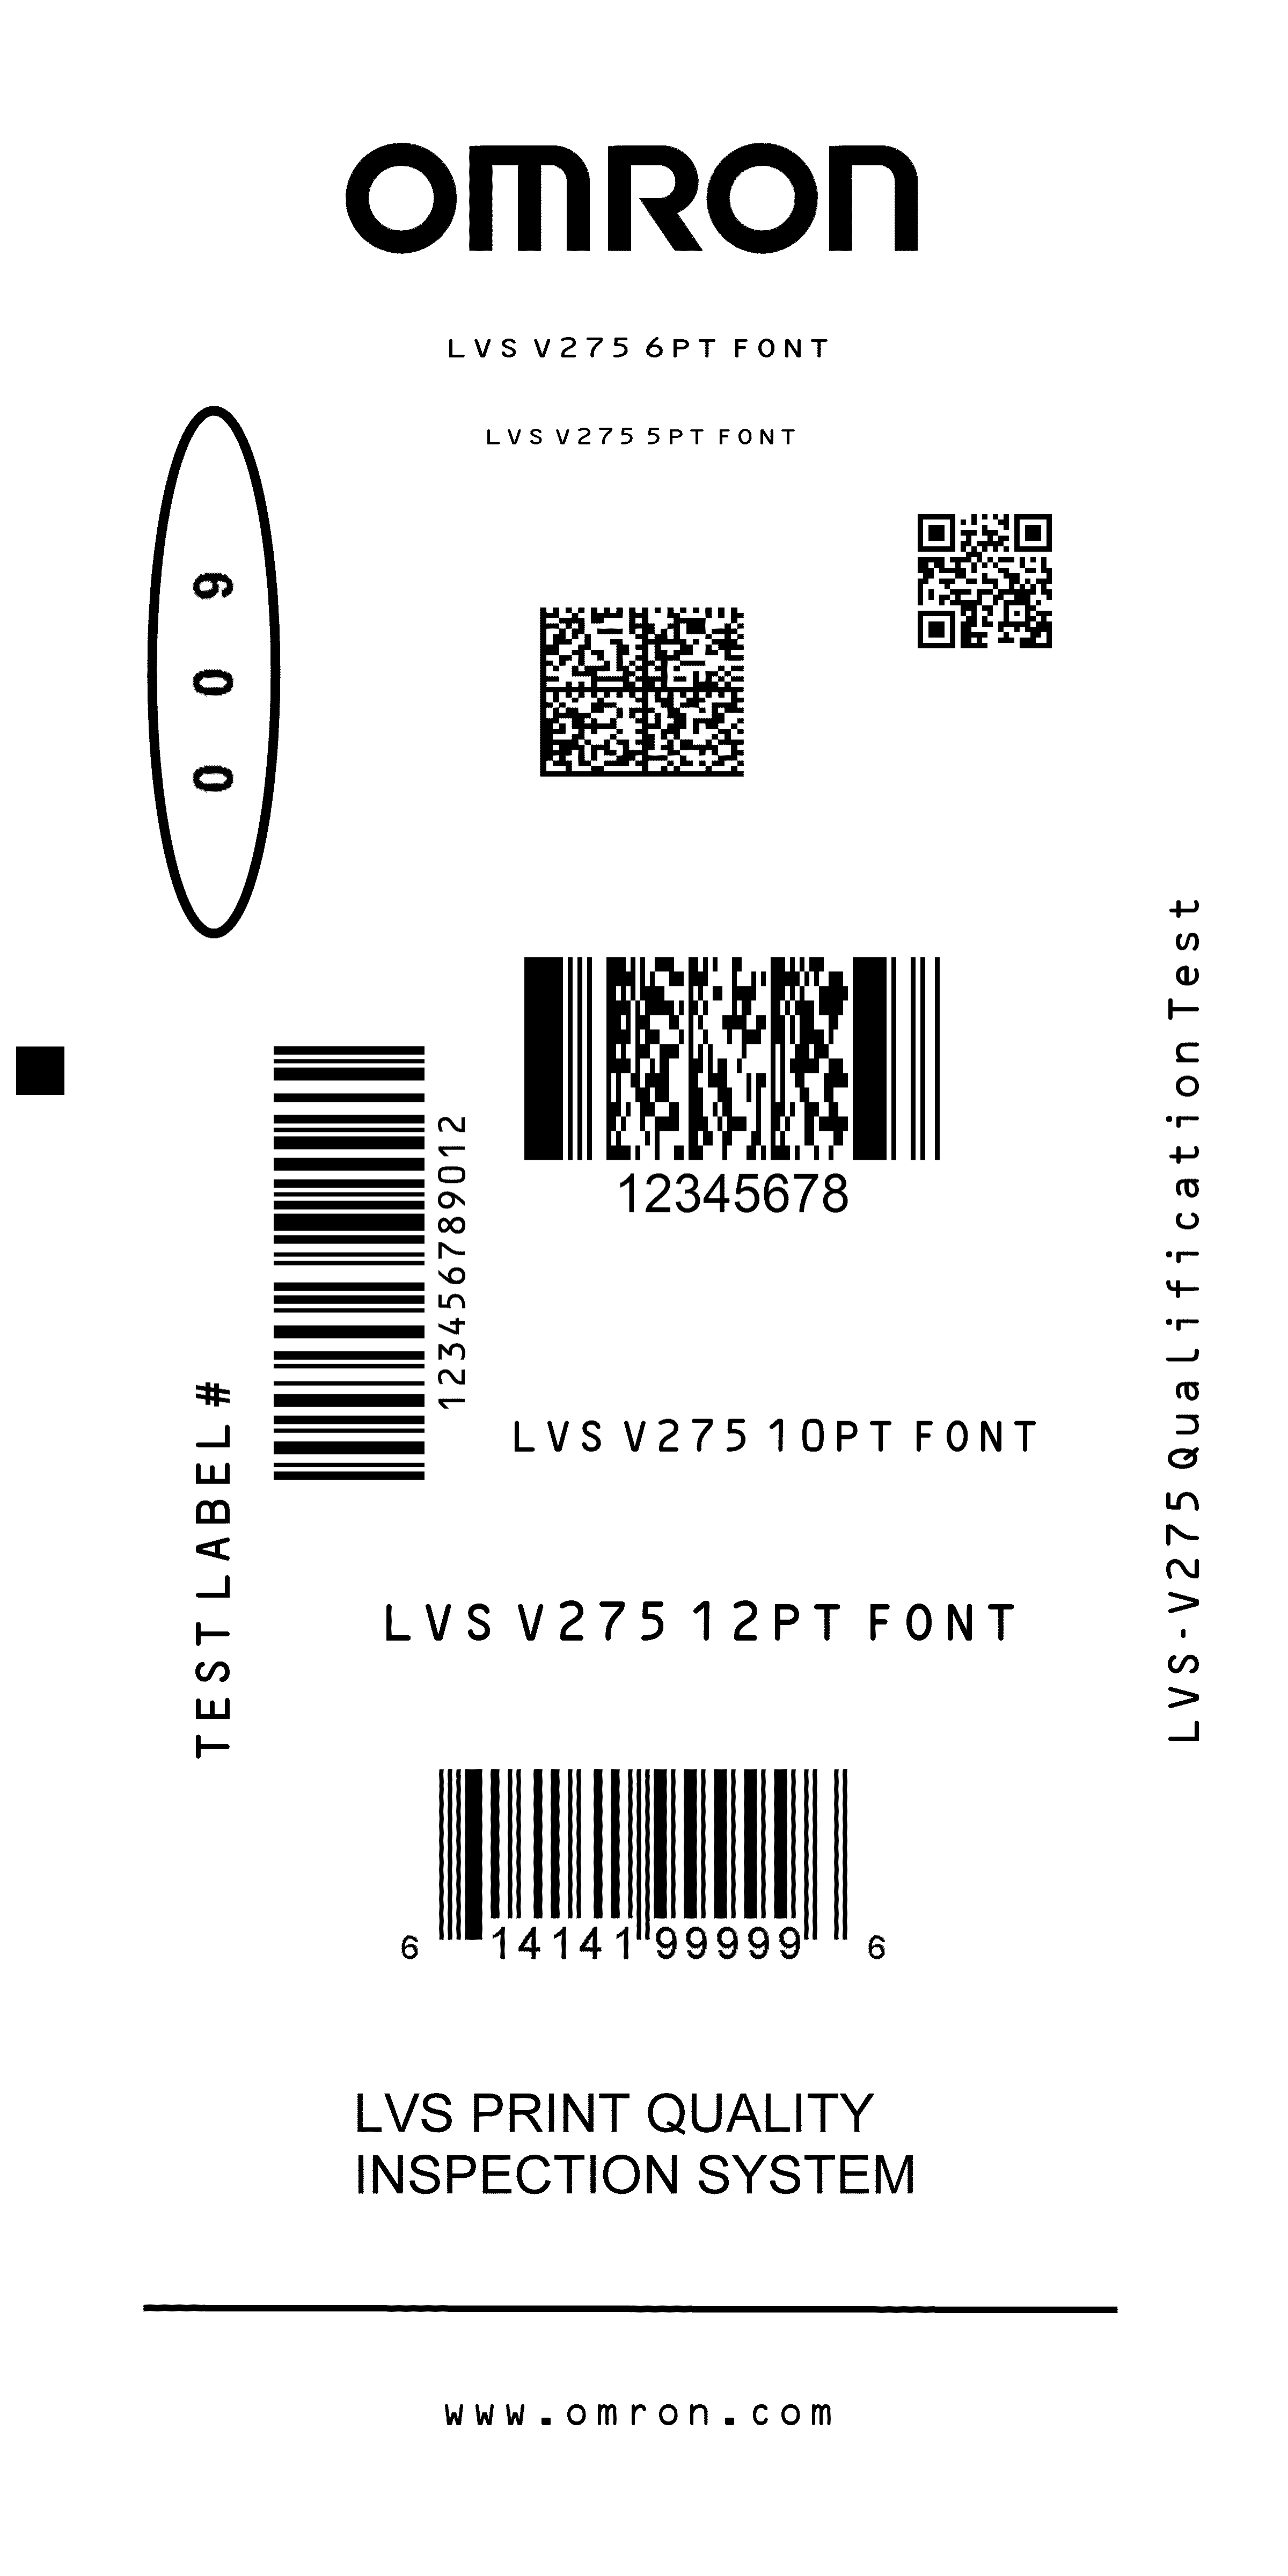 OMRON
LVS V275 6PT FONT
LVS V275 5PT FONT
009
12345678
123456789012
LVS V275 10PT FONT
TEST LABEL #
LVS-V275 Qualification Test
LVS V275 12PT FONT
6 14141 99999 6
LVS PRINT QUALITY
INSPECTION SYSTEM
www.omron.com